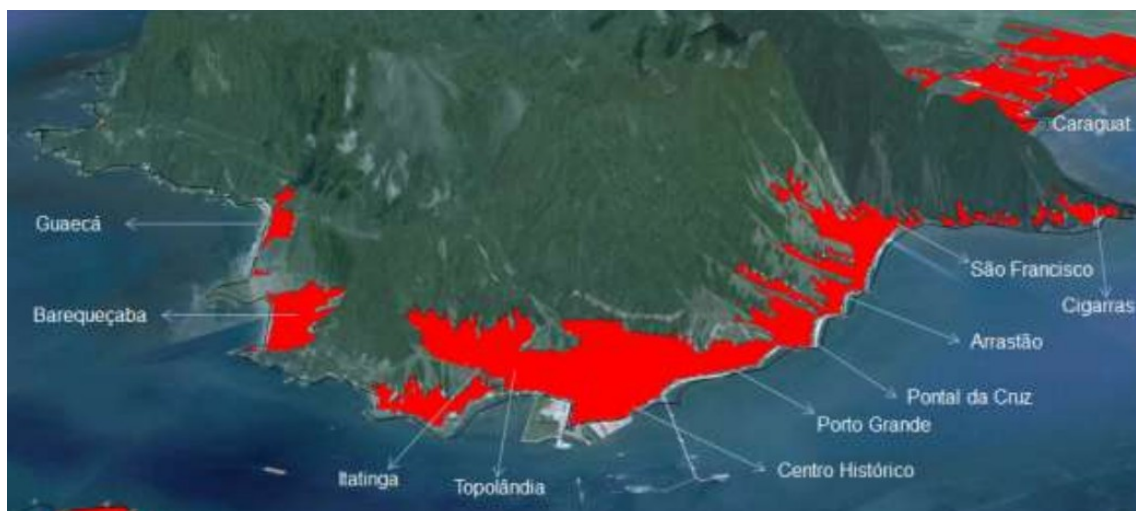 Caraguat.
Guaecá
São Francisco
Cigarras
Barequeçaba
Arrastão
Pontal da Cruz
Porto Grande
Centro Histórico
Itatinga
Topolândia